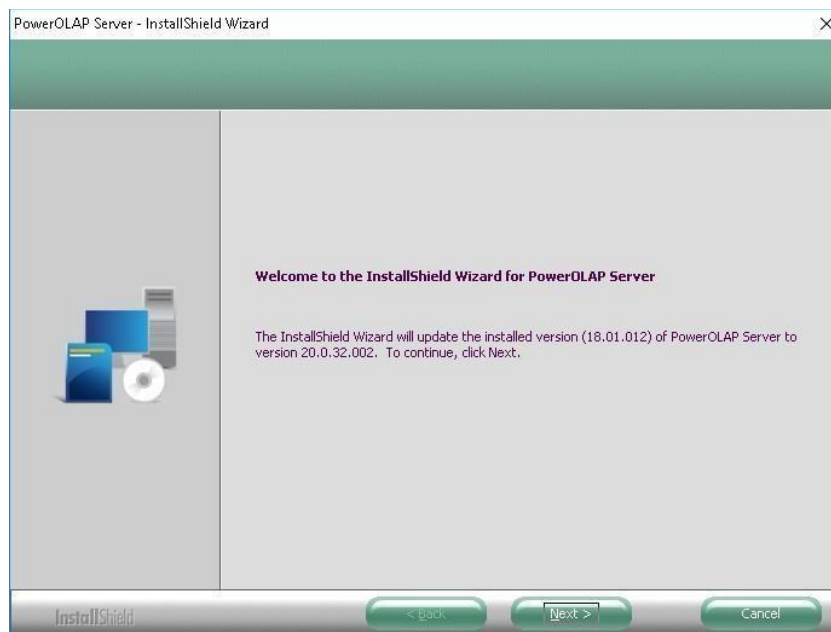 PowerOLAP Server - InstallShield Wizard
Welcome to the InstallShield Wizard for PowerOLAP Server
The InstallShield Wizard will update the installed version (18.01.012) of PowerOLAP Server to
version 20.0.32.002. To continue, click Next.
InstallShield
< Back
Next >
Cancel